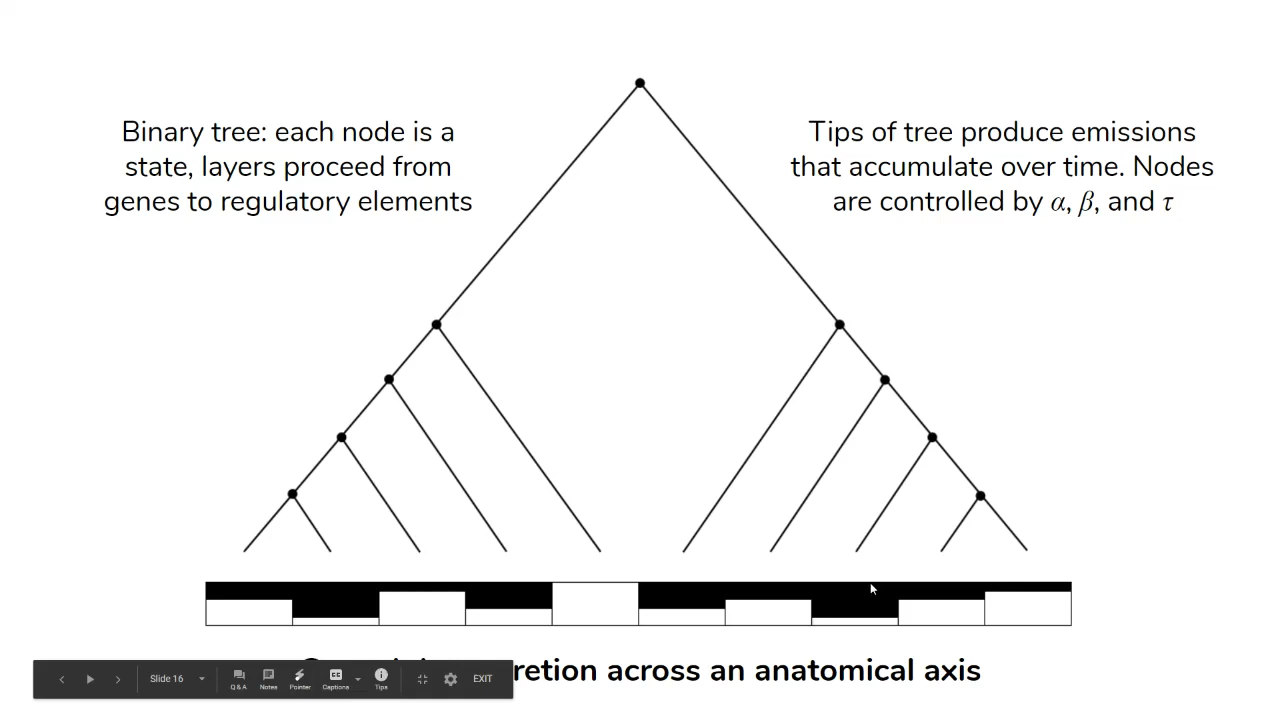 Binary tree: each node is a
state, layers proceed from
genes to regulatory elements
Tips of tree produce emissions
that accumulate over time. Nodes
are controlled by α, β, and τ
across an anatomical axis
Slide 16
Q & A
Notes
Pointer
Captions
Tips
EXIT